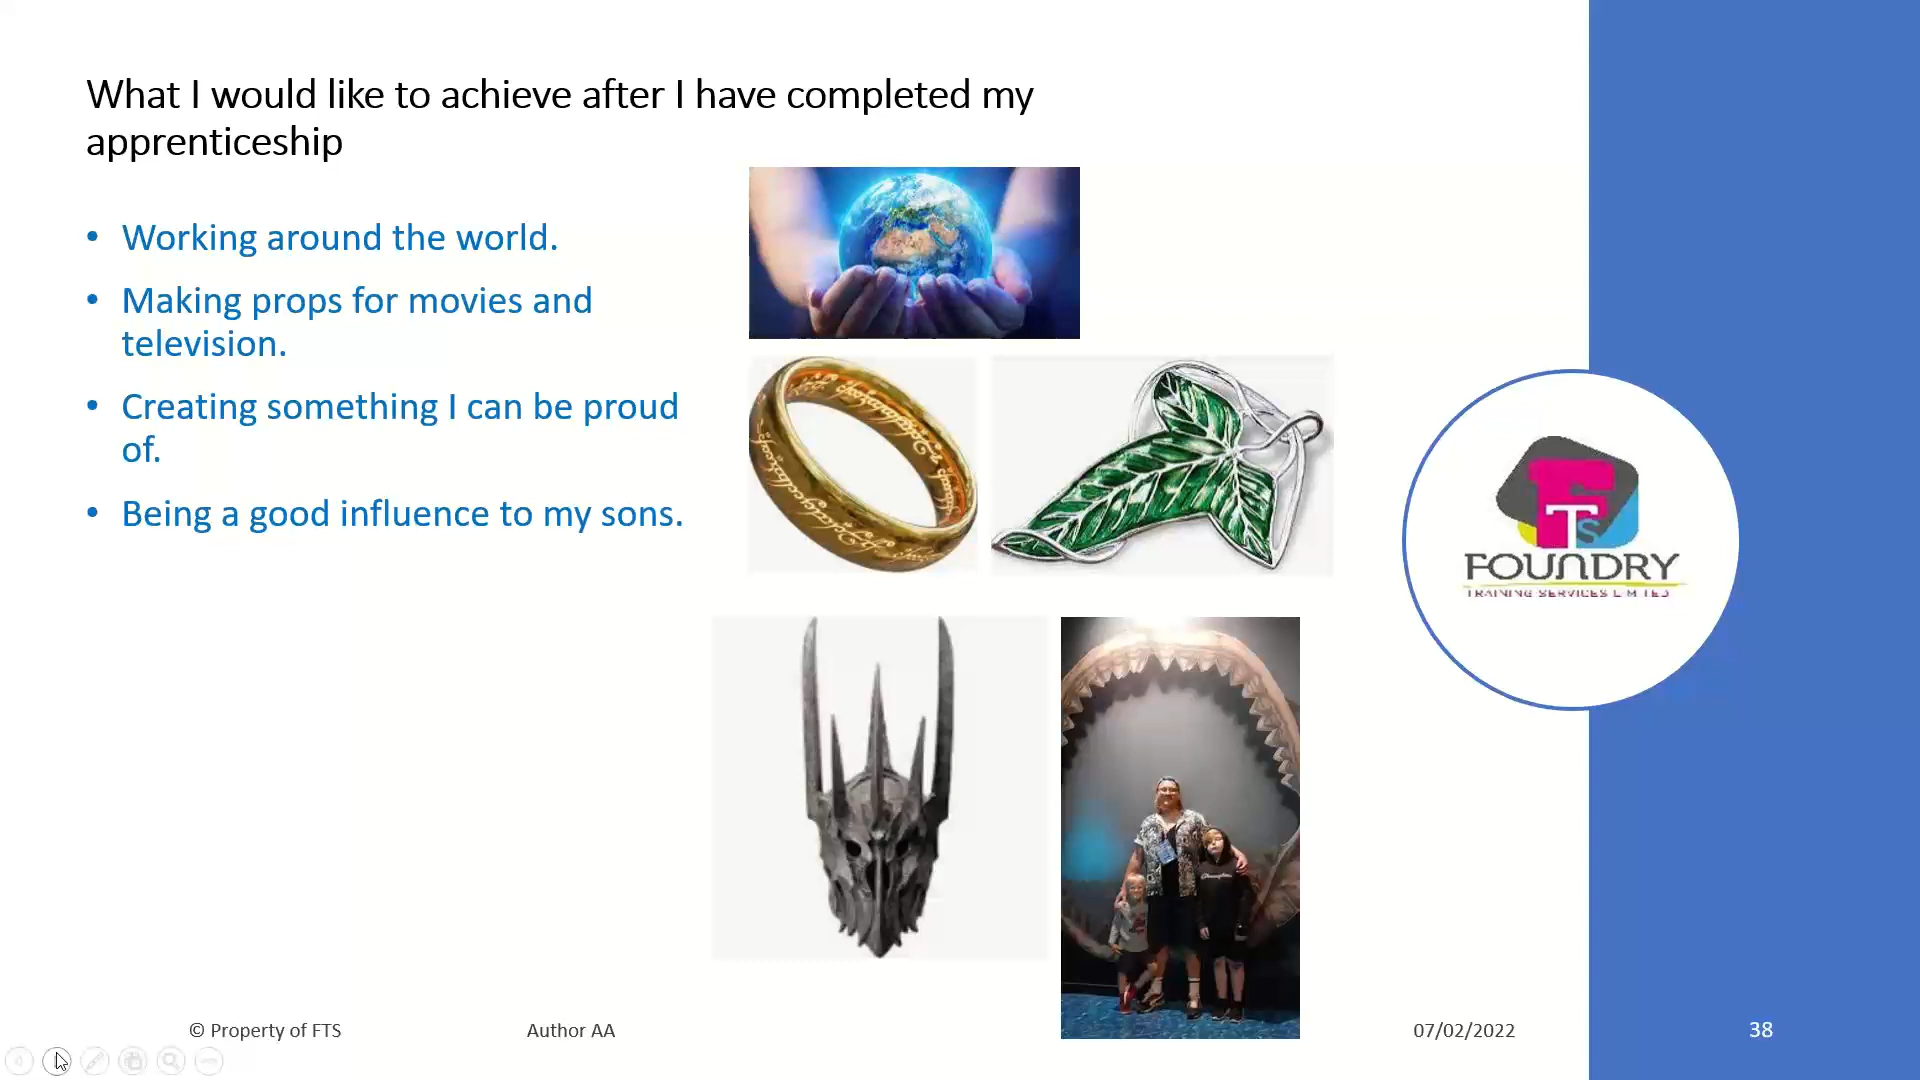 What I would like to achieve after I have completed my
apprenticeship
• Working around the world.
• Making props for movies and
television.
• Creating something I can be proud
of.
• Being a good influence to my sons.
FTS
FOUNDRY
TRAINING SERVICES LIMITED
© Property of FTS
Author AA
07/02/2022
38